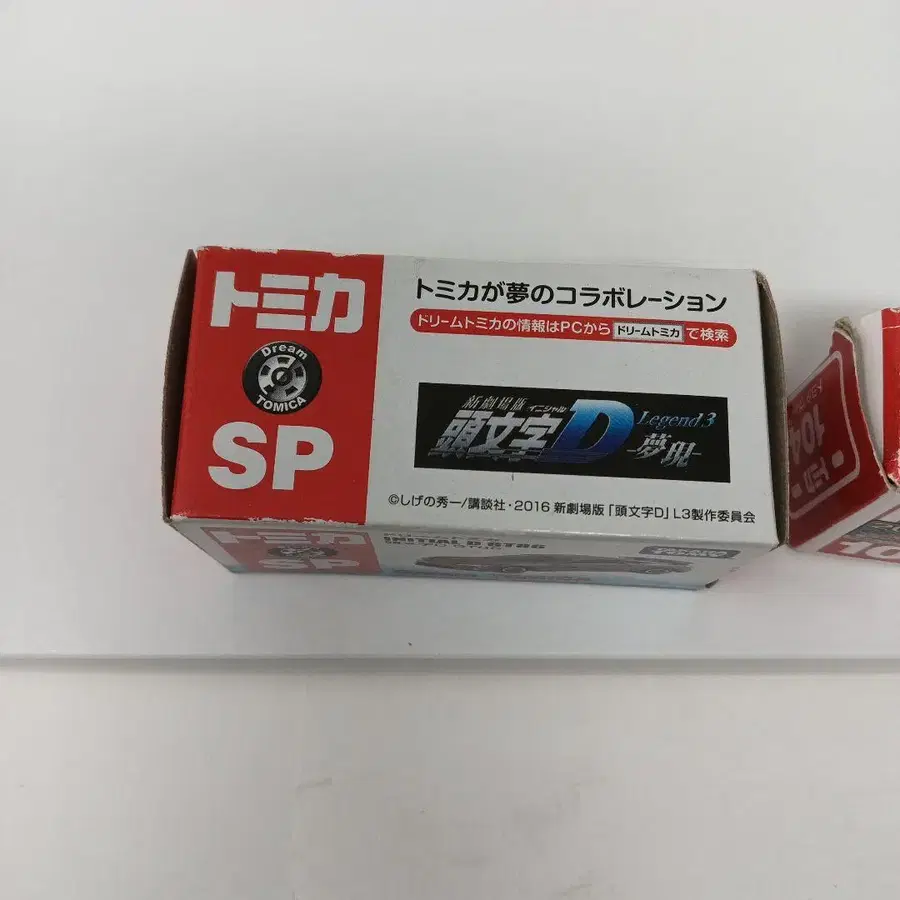 トミカ
Dream
TOMICA
SP
トミカが夢のコラボレーション
ドリームトミカの情報はPCから ドリームトミカ で検索
新劇場版
イニシャル
頭文字D Legend3
-夢現-
©しげの秀一/講談社・2016 新劇場版「頭文字D」L3製作委員会
トミカ
SP
INITIAL D AE86
トミカ
104